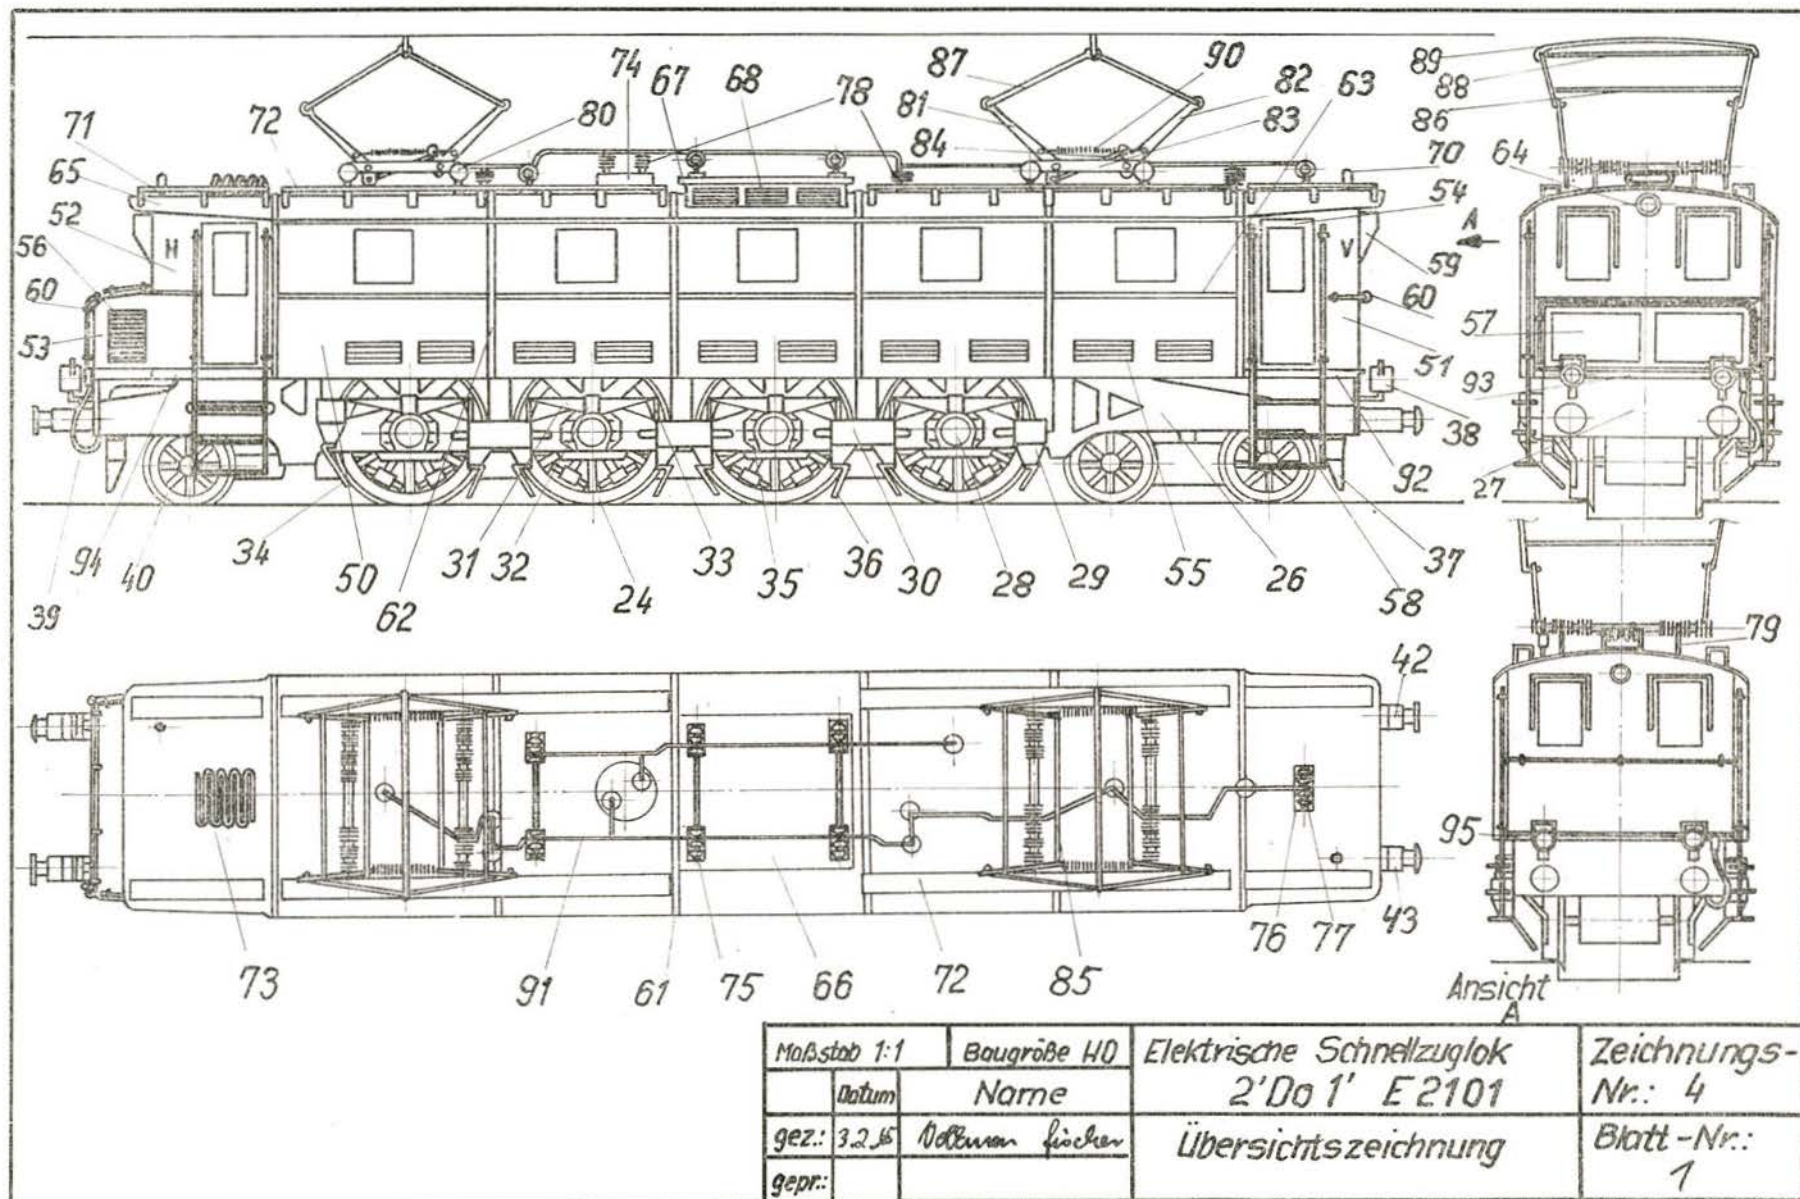 74 67 68 78 87 90 82 63
89
88
86
71 72 80 81 84 83 70 64
65 54
52 H V A 59
56
60 60
53 57
51
93
38
92 27
39 94 40 34 50 62 31 32 24 33 35 36 30 28 29 55 26 58 37
79
42
95
43
73 91 61 75 66 72 85 76 77
Ansicht
A
Maßstab 1:1 Baugröße H0
Datum Name
gez.: 3.2. Fischer
gepr.:
Elektrische Schnellzuglok
2'Do 1' E 2101
Übersichtszeichnung
Zeichnungs-
Nr.: 4
Blatt-Nr.:
1